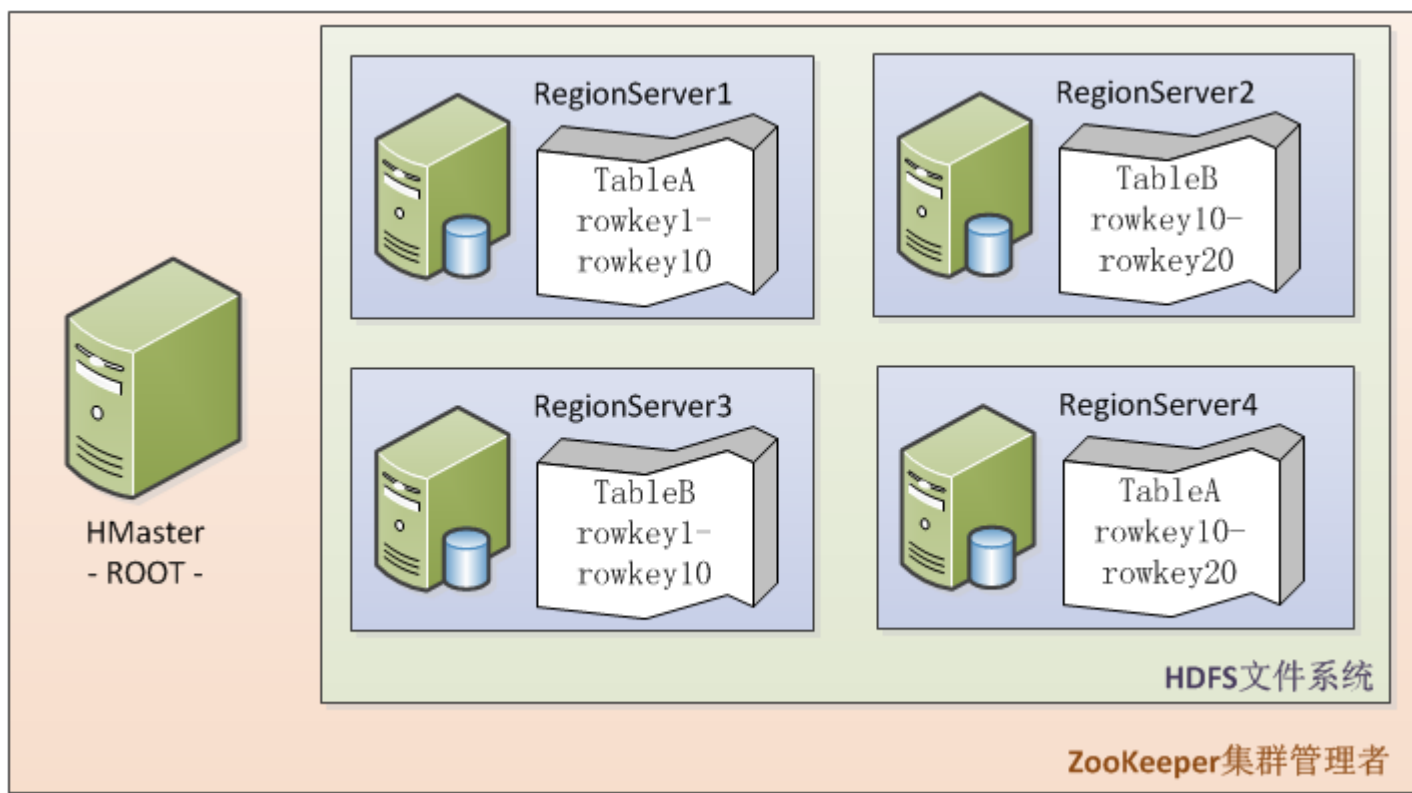 RegionServer1
TableA
rowkey1-
rowkey10
RegionServer2
TableB
rowkey10-
rowkey20
HMaster
- ROOT -
RegionServer3
TableB
rowkey1-
rowkey10
RegionServer4
TableA
rowkey10-
rowkey20
HDFS文件系统
ZooKeeper集群管理者